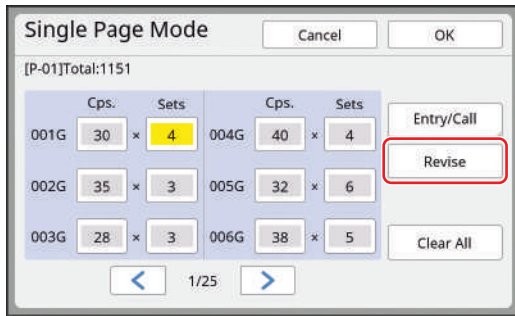 Single Page Mode Cancel OK
[P-01]Total:1151
Cps. Sets Cps. Sets
Entry/Call
001G 30 × 4 004G 40 × 4
Revise
002G 35 × 3 005G 32 × 6
003G 28 × 3 006G 38 × 5 Clear All
< 1/25 >